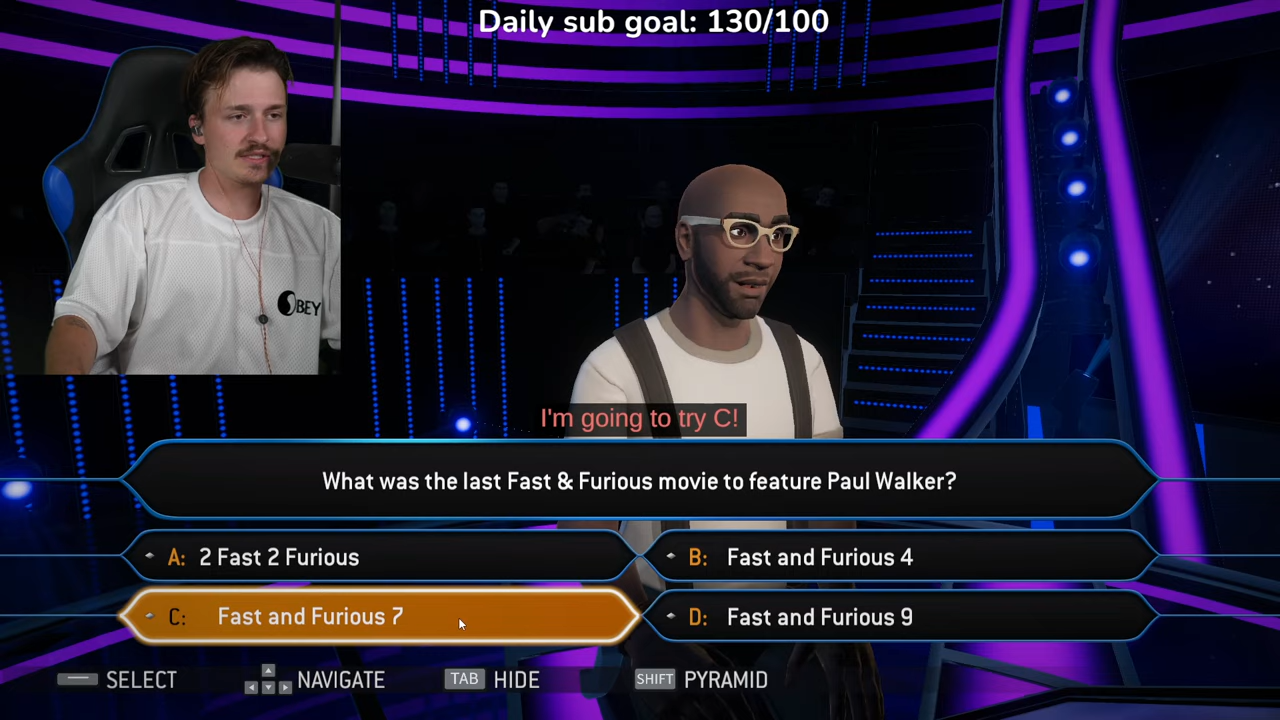 Daily sub goal: 130/100
OBEY
I'm going to try C!
What was the last Fast & Furious movie to feature Paul Walker?
A: 2 Fast 2 Furious
B: Fast and Furious 4
C: Fast and Furious 7
D: Fast and Furious 9
SELECT
NAVIGATE
TAB HIDE
SHIFT PYRAMID